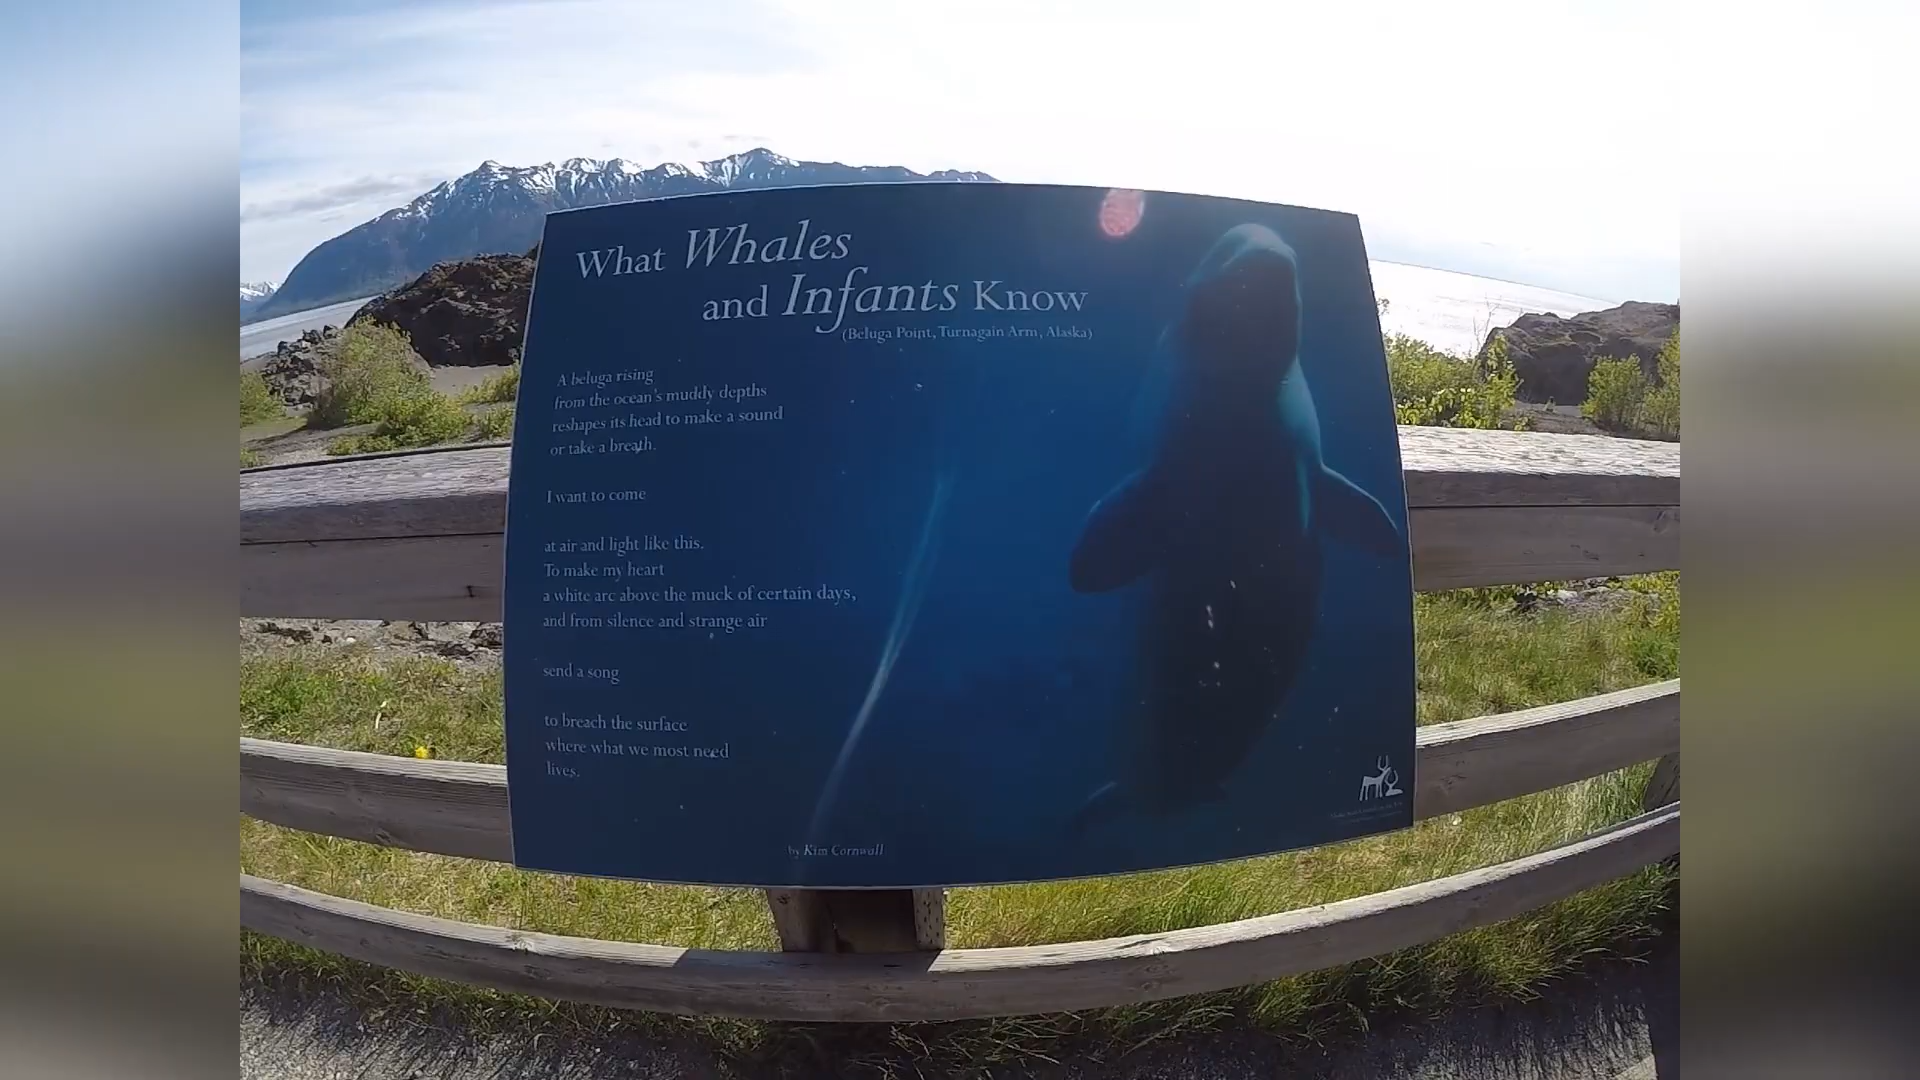 What Whales
and Infants Know
(Beluga Point, Turnagain Arm, Alaska)
A beluga rising
from the ocean's muddy depths
reshapes its head to make a sound
or take a breath.
I want to come
at air and light like this.
To make my heart
a white arc above the muck of certain days,
and from silence and strange air
send a song
to breach the surface
where what we most need
lives.
by Kim Cornwall